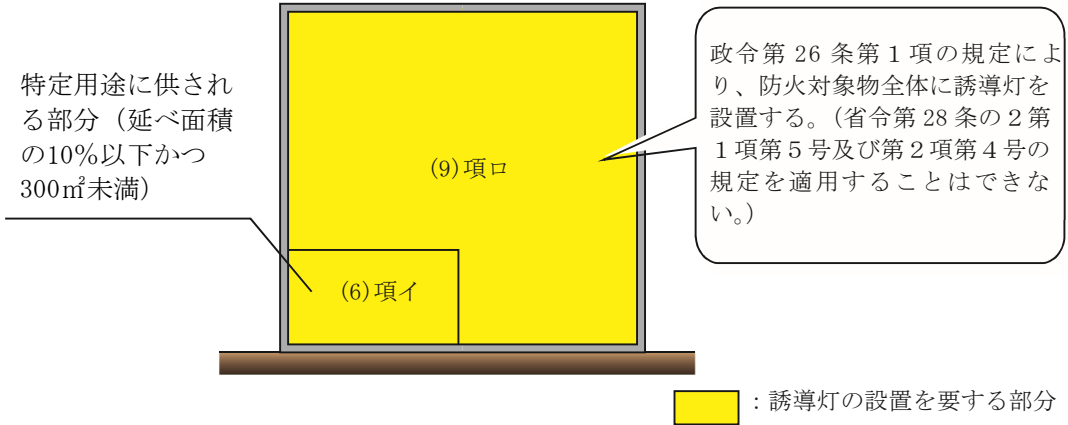 特定用途に供され
る部分（延べ面積
の10％以下かつ
300㎡未満）
(9)項ロ
(6)項イ
政令第 26 条第１項の規定によ
り、防火対象物全体に誘導灯を
設置する。（省令第 28 条の２第
１項第５号及び第２項第４号の
規定を適用することはできな
い。）
：誘導灯の設置を要する部分